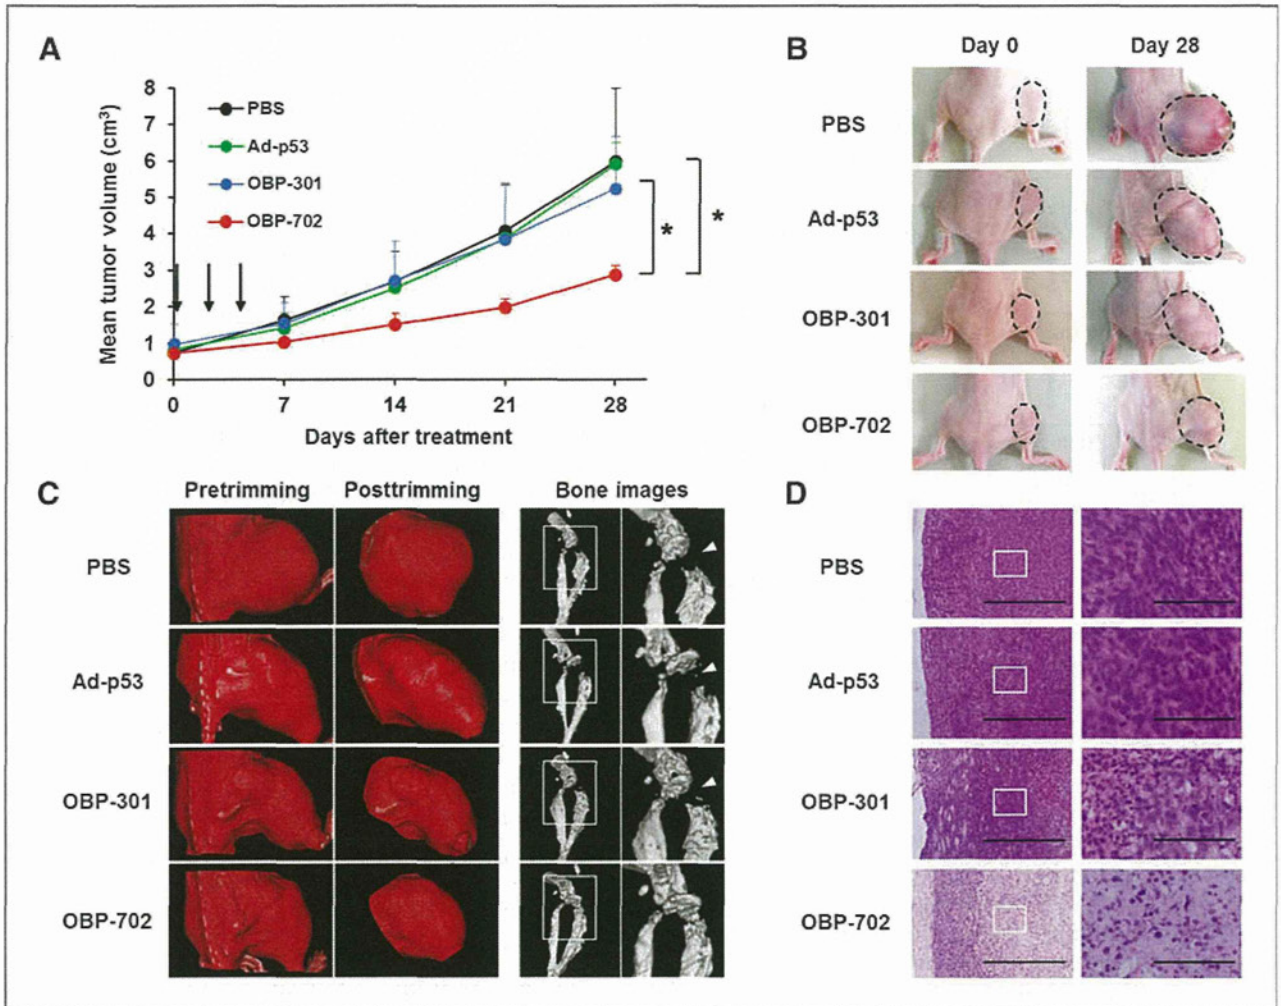 A
Mean tumor volume (cm³)
8
7
6
5
4
3
2
1
0
PBS
Ad-p53
OBP-301
OBP-702
*
*
0 7 14 21 28
Days after treatment
B
Day 0 Day 28
PBS
Ad-p53
OBP-301
OBP-702
C
Pretrimming Posttrimming Bone images
PBS
Ad-p53
OBP-301
OBP-702
D
PBS
Ad-p53
OBP-301
OBP-702